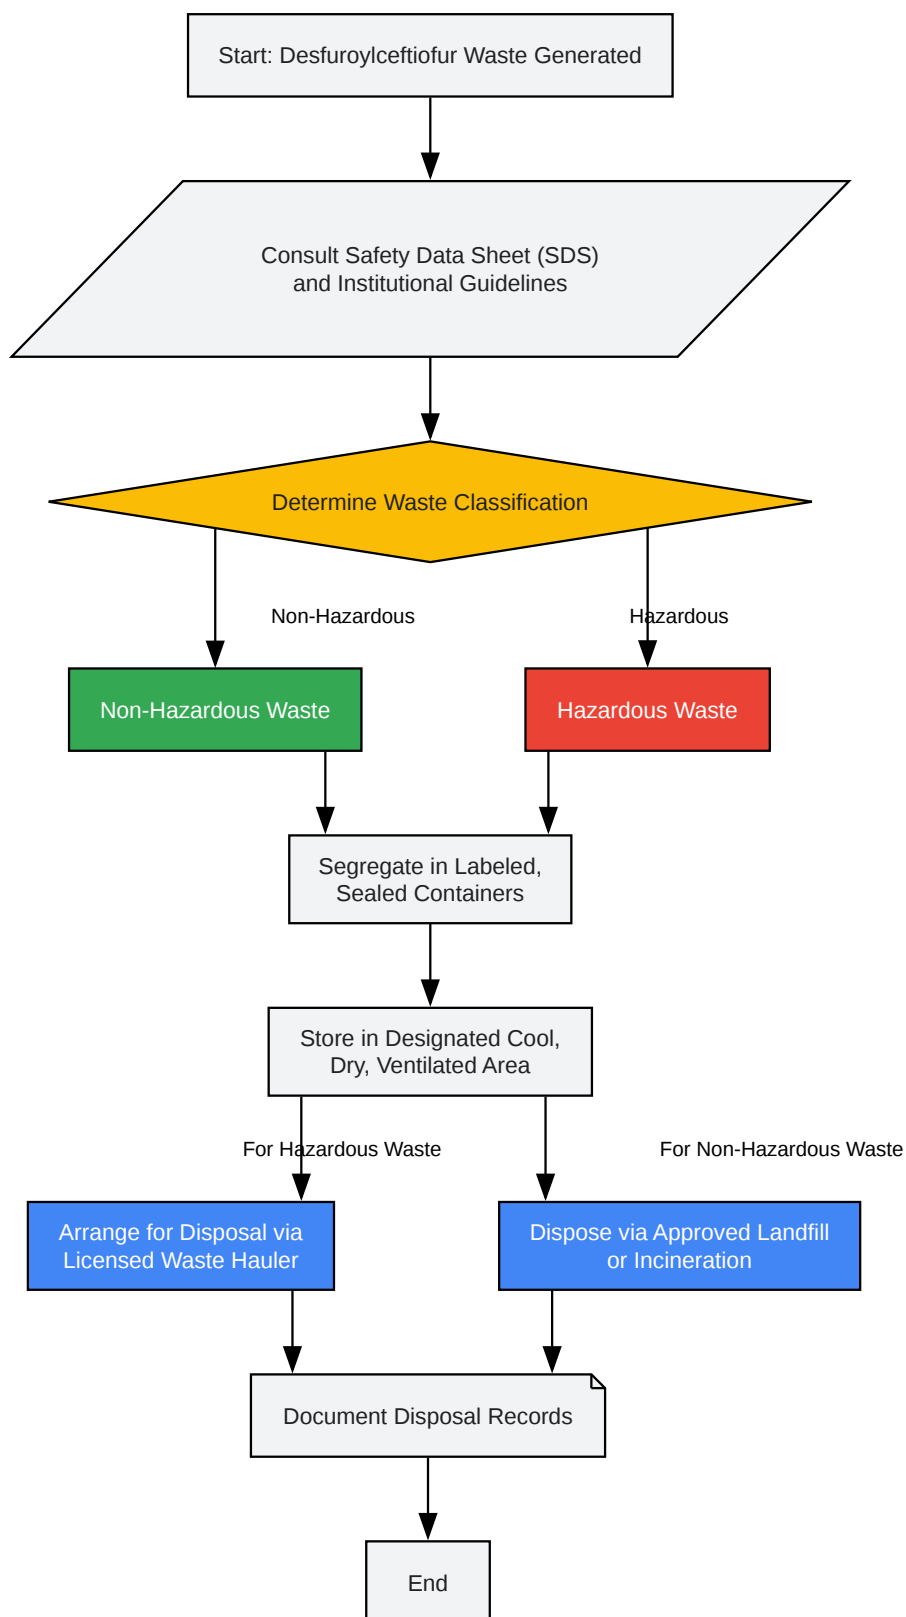 Start: Desfuroylceftiofur Waste Generated
Consult Safety Data Sheet (SDS)
and Institutional Guidelines
Determine Waste Classification
Non-Hazardous
Hazardous
Non-Hazardous Waste
Hazardous Waste
Segregate in Labeled,
Sealed Containers
Store in Designated Cool,
Dry, Ventilated Area
For Hazardous Waste
For Non-Hazardous Waste
Arrange for Disposal via
Licensed Waste Hauler
Dispose via Approved Landfill
or Incineration
Document Disposal Records
End